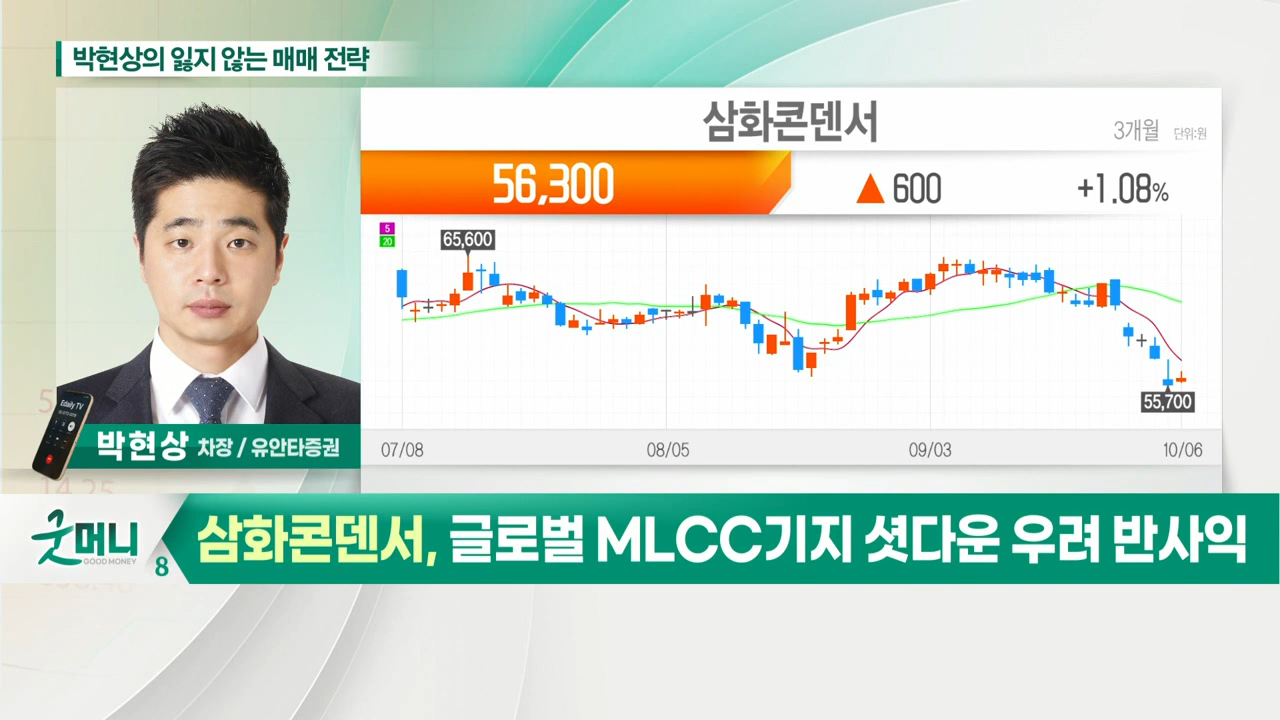 박현상의 잃지 않는 매매 전략
삼화콘덴서
3개월 단위:원
56,300 ▲ 600 +1.08%
5
20
65,600
55,700
07/08 08/05 09/03 10/06
Edaily TV
박현상 차장 / 유안타증권
굿머니
GOOD MONEY
8
삼화콘덴서, 글로벌 MLCC기지 셧다운 우려 반사익
14.25